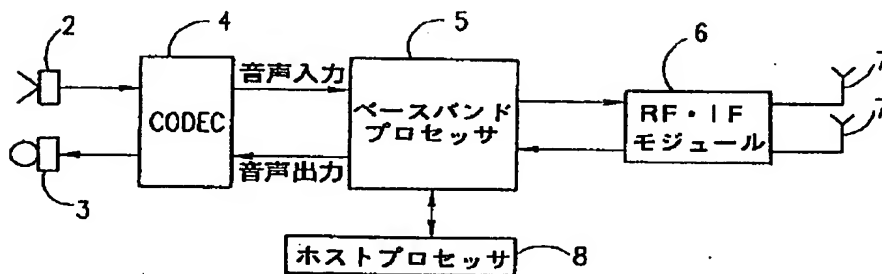 2
4
5
6
7
音声入力
CODEC
ベースバンド
プロセッサ
RF・IF
モジュール
7
音声出力
3
ホストプロセッサ
8